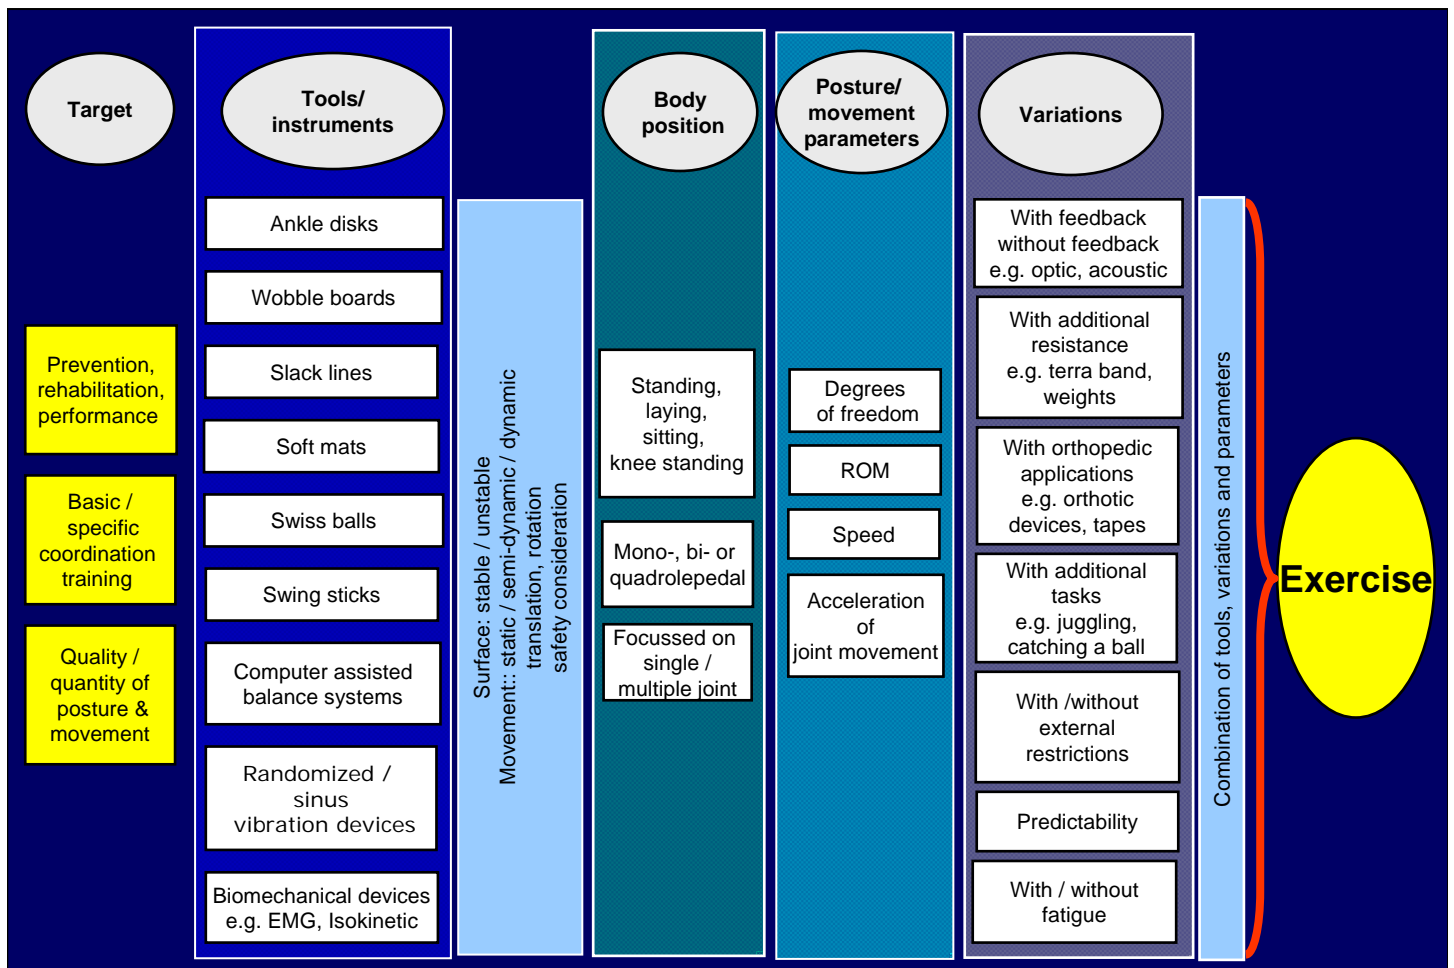 Target
Tools/
instruments
Body
position
Posture/
movement
parameters
Variations
Prevention,
rehabilitation,
performance
Basic /
specific
coordination
training
Quality /
quantity of
posture &
movement
Ankle disks
Wobble boards
Slack lines
Soft mats
Swiss balls
Swing sticks
Computer assisted
balance systems
Randomized /
sinus
vibration devices
Biomechanical devices
e.g. EMG, Isokinetic
Surface: stable / unstable
Movement:: static / semi-dynamic / dynamic
translation, rotation
safety consideration
Standing,
laying,
sitting,
knee standing
Mono-, bi- or
quadrolepedal
Focussed on
single /
multiple joint
Degrees
of freedom
ROM
Speed
Acceleration
of
joint movement
With feedback
without feedback
e.g. optic, acoustic
With additional
resistance
e.g. terra band,
weights
With orthopedic
applications
e.g. orthotic
devices, tapes
With additional
tasks
e.g. juggling,
catching a ball
With /without
external
restrictions
Predictability
With / without
fatigue
Combination of tools, variations and parameters
Exercise